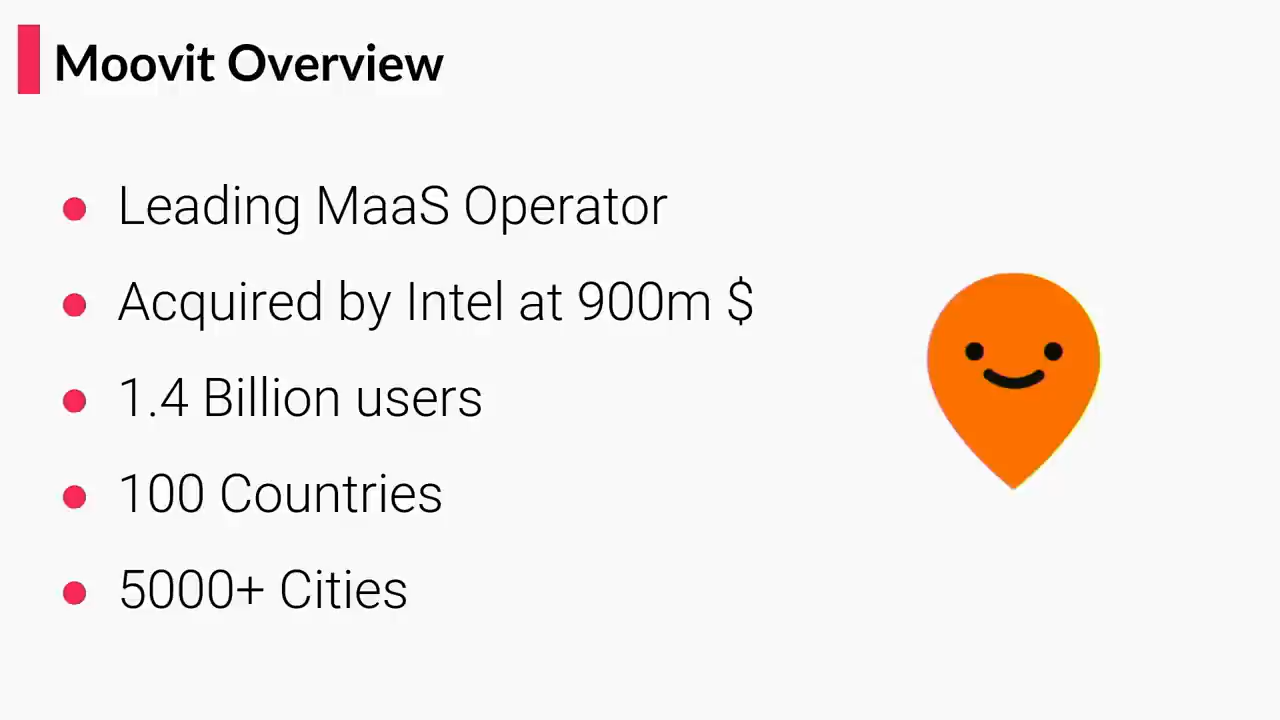 Moovit Overview
Leading MaaS Operator
Acquired by Intel at 900m $
1.4 Billion users
100 Countries
5000+ Cities